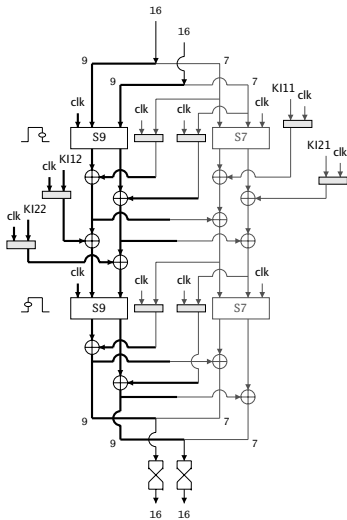 16
16
9 7
9 7
clk clk clk clk KI11 clk
S9 S7
KI12 KI21
clk clk
clk KI22
clk clk clk clk
S9 S7
9 7
9 7
16 16